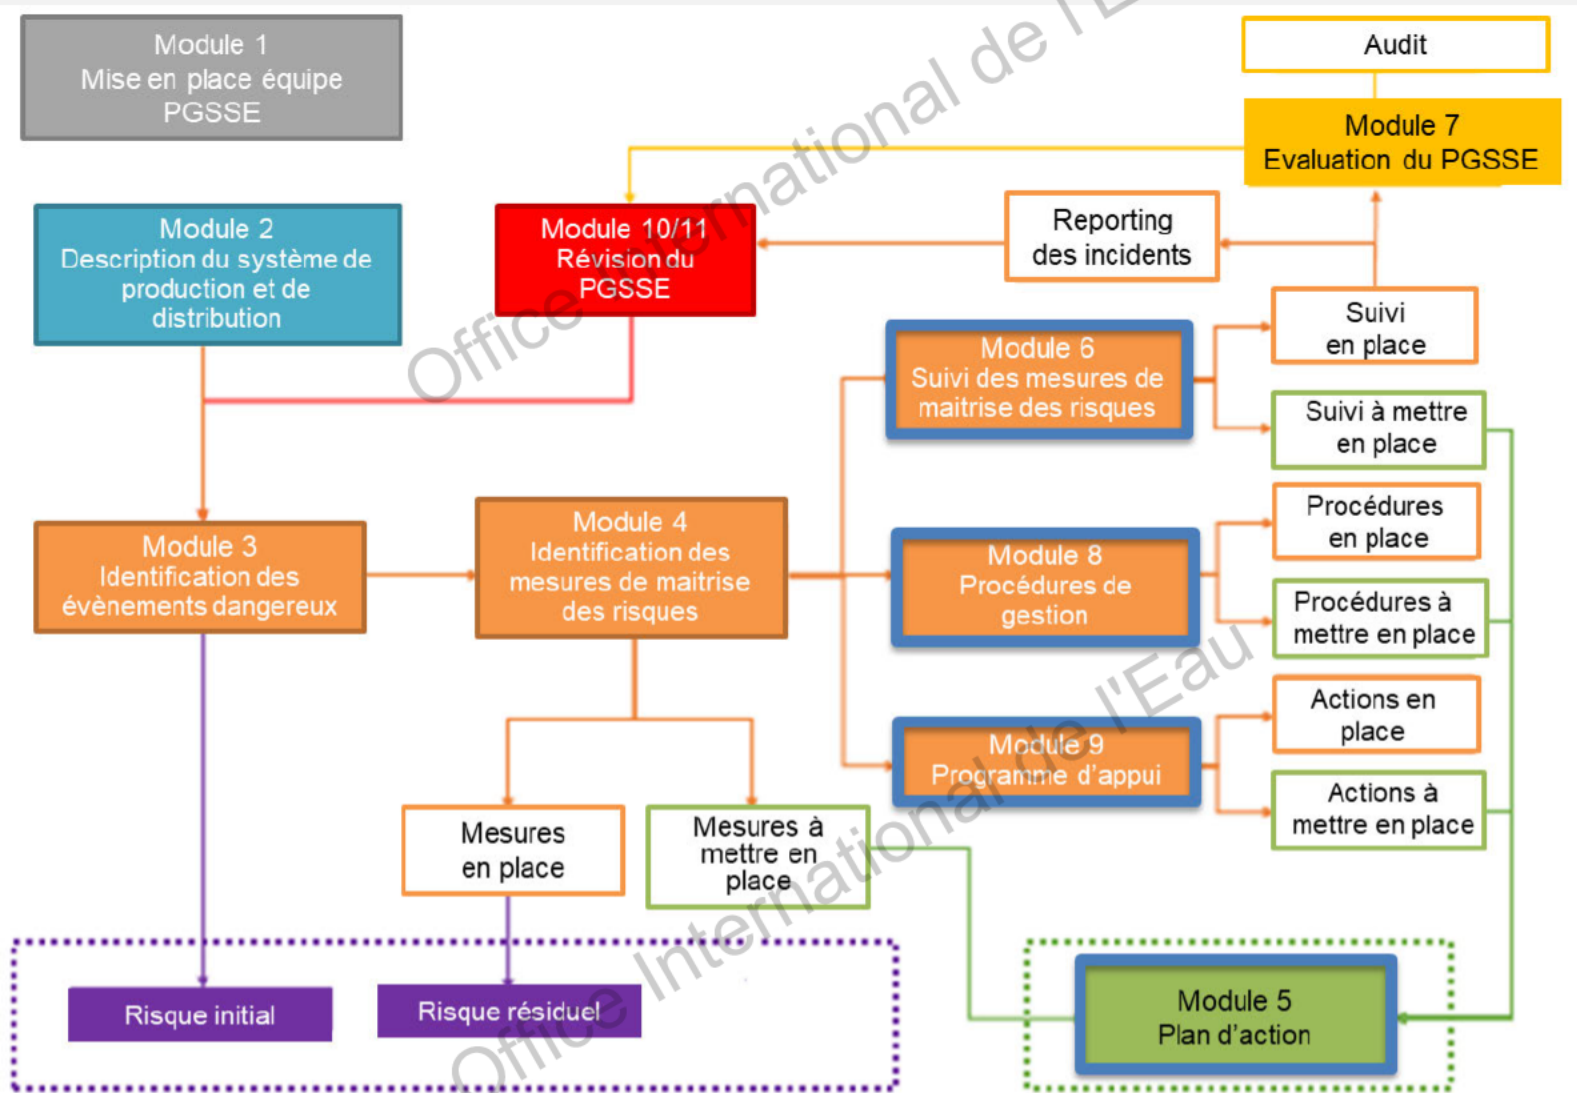 Module 1
Mise en place équipe
PGSSE
Audit
Module 7
Evaluation du PGSSE
Module 2
Description du système de
production et de
distribution
Module 10/11
Révision du
PGSSE
Reporting
des incidents
Suivi
en place
Module 6
Suivi des mesures de
maitrise des risques
Suivi à mettre
en place
Module 3
Identification des
évènements dangereux
Module 4
Identification des
mesures de maitrise
des risques
Module 8
Procédures de
gestion
Procédures
en place
Procédures à
mettre en place
Module 9
Programme d'appui
Actions en
place
Actions à
mettre en place
Mesures
en place
Mesures à
mettre en
place
Risque initial
Risque résiduel
Module 5
Plan d'action
Office International de l'E
Office International de l'Eau